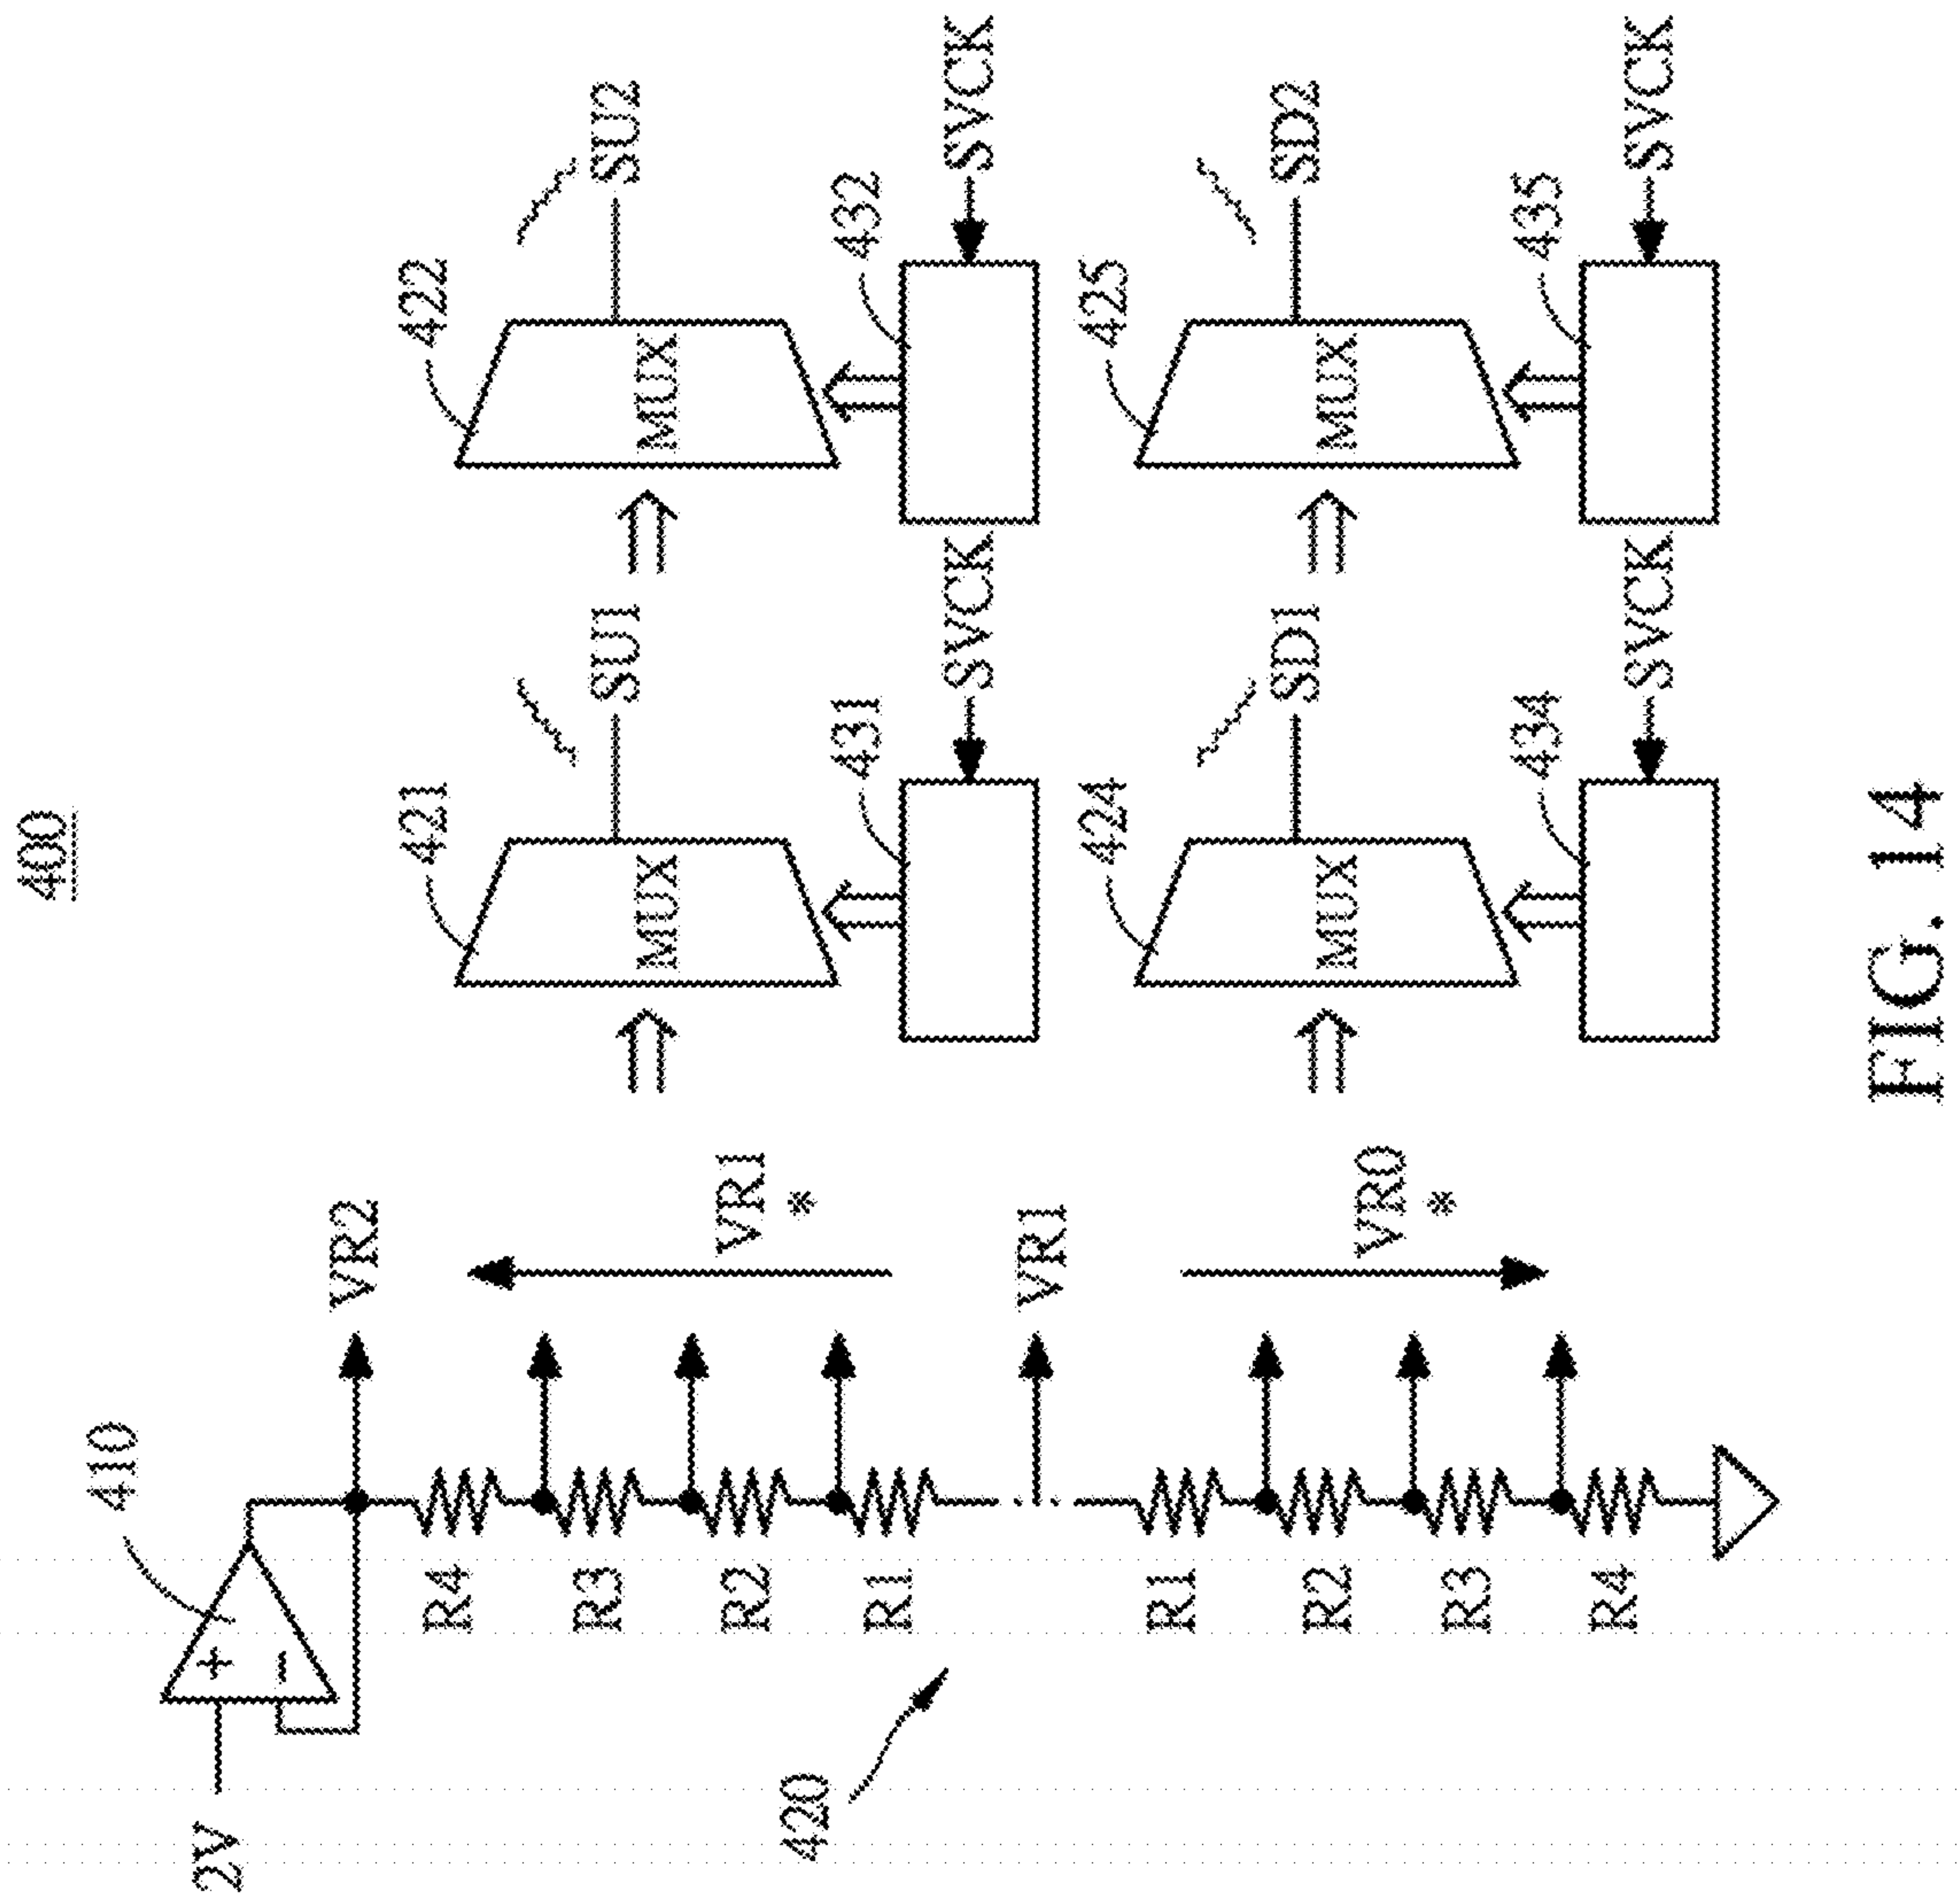 400
2V
+
-
410
VR2
R4
R3
R2
R1
VR1
*
VR1
420
R1
R2
R3
R4
VR0
*
421
MUX
SU1
431
SVCK
422
MUX
SU2
432
SVCK
424
MUX
SD1
434
SVCK
425
MUX
SD2
435
SVCK
FIG. 14